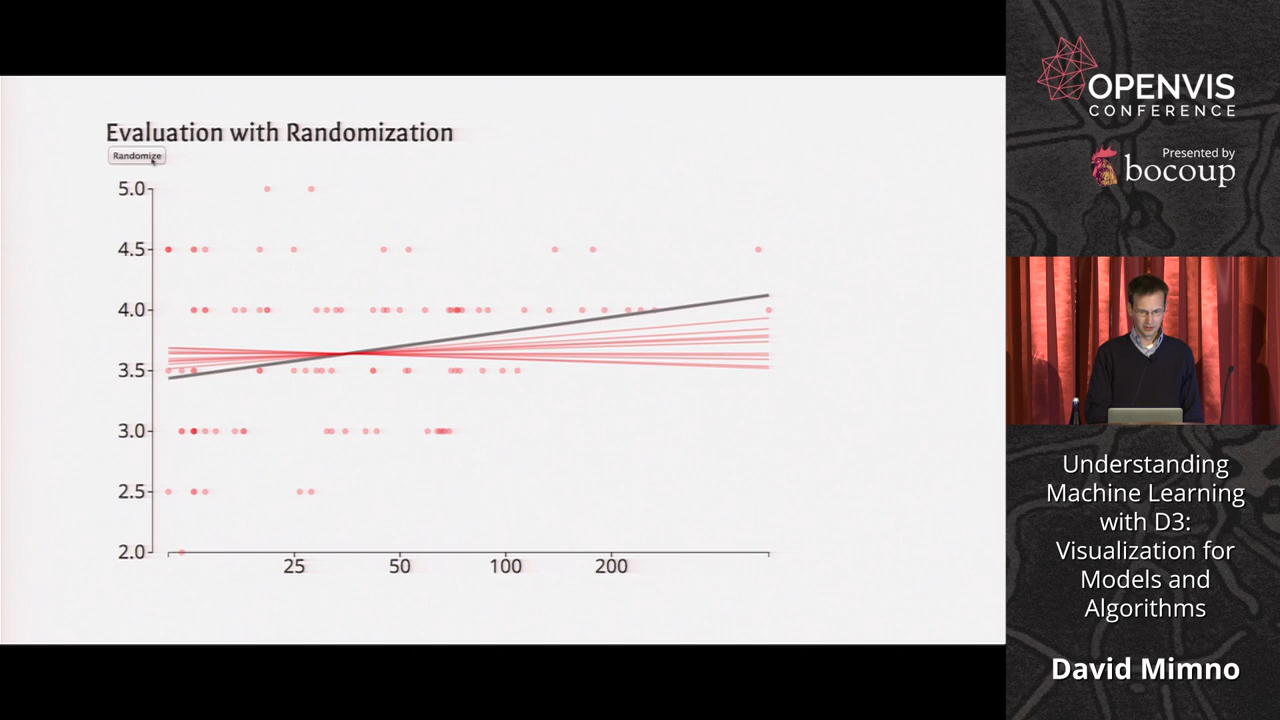 Evaluation with Randomization
Randomize
5.0
4.5
4.0
3.5
3.0
2.5
2.0
25
50
100
200
OPENVIS
CONFERENCE
Presented by
bocoup
Understanding
Machine Learning
with D3:
Visualization for
Models and
Algorithms
David Mimno